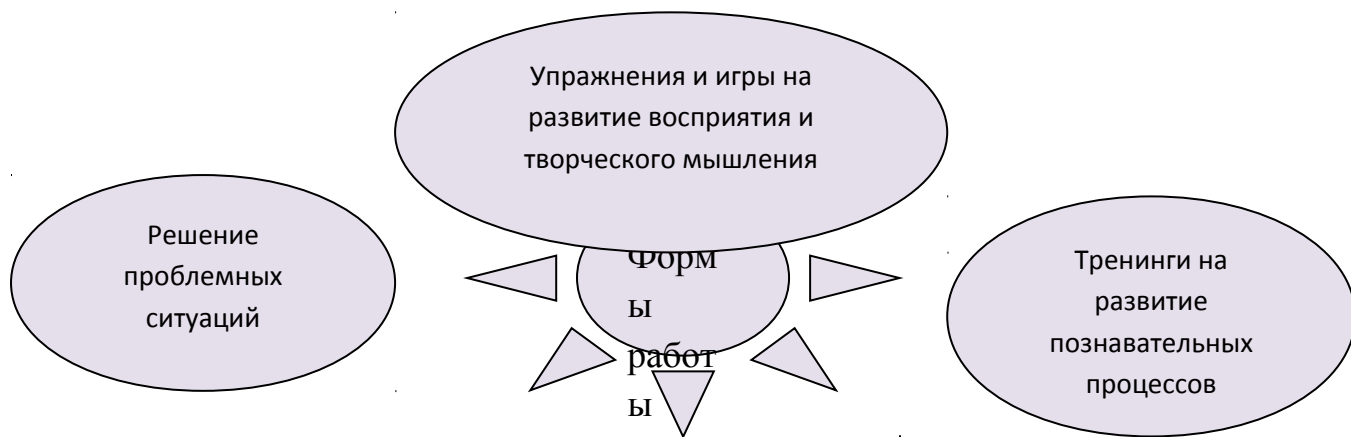 Упражнения и игры на
развитие восприятия и
творческого мышления
Решение
проблемных
ситуаций
Форм
ы
работ
ы
Тренинги на
развитие
познавательных
процессов